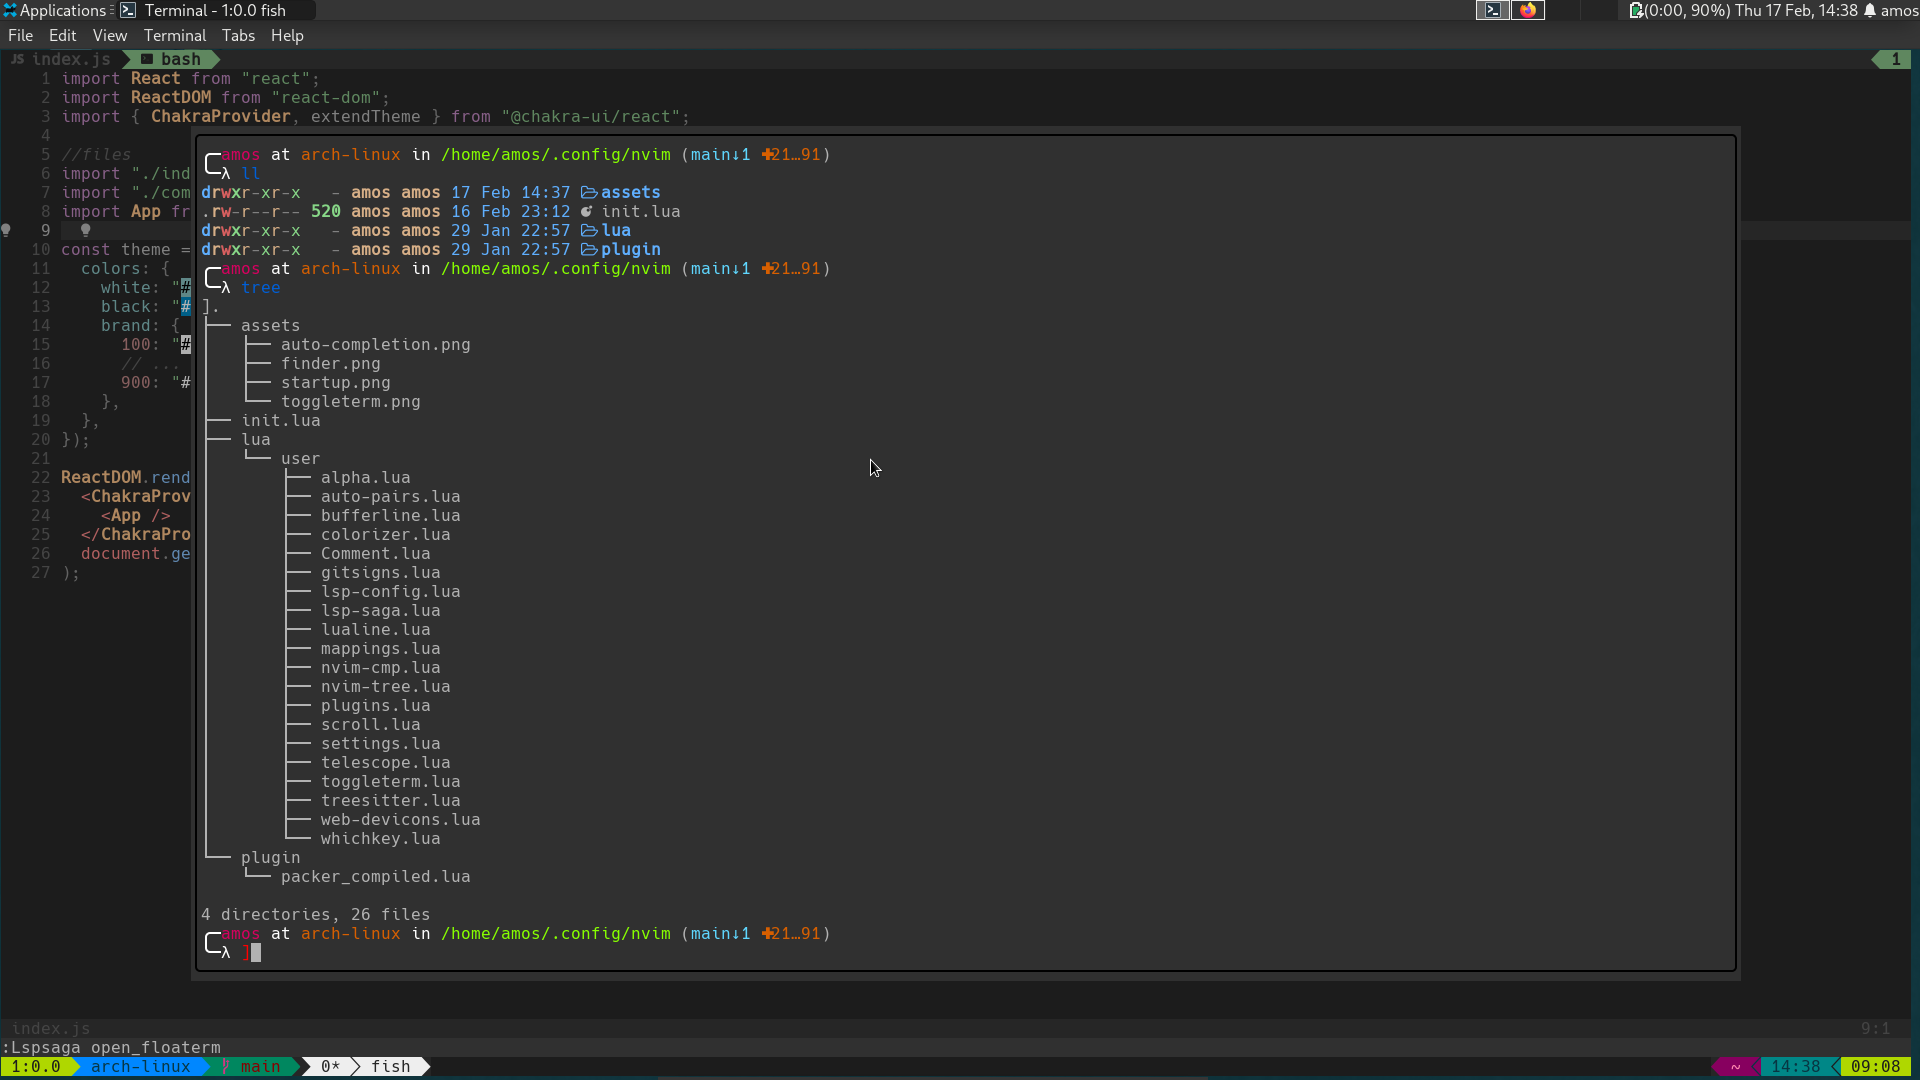 Applications Terminal - 1:0.0 fish (0:00, 90%) Thu 17 Feb, 14:38 amos
File Edit View Terminal Tabs Help
JS index.js bash 1
1 import React from "react";
2 import ReactDOM from "react-dom";
3 import { ChakraProvider, extendTheme } from "@chakra-ui/react";
4
5 //files
6 import "./ind
7 import "./com
8 import App fr
9
10 const theme =
11 colors: {
12 white: "#
13 black: "#
14 brand: {
15 100: "#
16 // ...
17 900: "#
18 },
19 },
20 });
21
22 ReactDOM.rend
23 <ChakraProv
24 <App />
25 </ChakraPro
26 document.ge
27 );
amos at arch-linux in /home/amos/.config/nvim (main↓1 ✚21…91)
λ ll
drwxr-xr-x - amos amos 17 Feb 14:37 assets
.rw-r--r-- 520 amos amos 16 Feb 23:12 init.lua
drwxr-xr-x - amos amos 29 Jan 22:57 lua
drwxr-xr-x - amos amos 29 Jan 22:57 plugin
amos at arch-linux in /home/amos/.config/nvim (main↓1 ✚21…91)
λ tree
].
├── assets
│   ├── auto-completion.png
│   ├── finder.png
│   ├── startup.png
│   └── toggleterm.png
├── init.lua
├── lua
│   └── user
│       ├── alpha.lua
│       ├── auto-pairs.lua
│       ├── bufferline.lua
│       ├── colorizer.lua
│       ├── Comment.lua
│       ├── gitsigns.lua
│       ├── lsp-config.lua
│       ├── lsp-saga.lua
│       ├── lualine.lua
│       ├── mappings.lua
│       ├── nvim-cmp.lua
│       ├── nvim-tree.lua
│       ├── plugins.lua
│       ├── scroll.lua
│       ├── settings.lua
│       ├── telescope.lua
│       ├── toggleterm.lua
│       ├── treesitter.lua
│       ├── web-devicons.lua
│       └── whichkey.lua
└── plugin
    └── packer_compiled.lua
4 directories, 26 files
amos at arch-linux in /home/amos/.config/nvim (main↓1 ✚21…91)
λ ]
index.js 9:1
:Lspsaga open_floaterm
1:0.0 arch-linux main 0* fish ~ 14:38 09:08